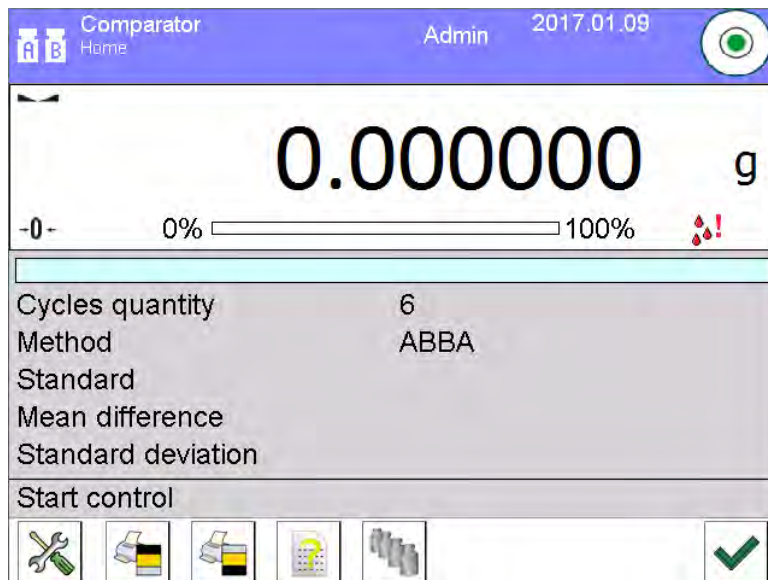 Comparator
Admin
2017.01.09
A B
Home
0.000000 g
-0-
0%
100%
!
Cycles quantity 6
Method ABBA
Standard
Mean difference
Standard deviation
Start control
?